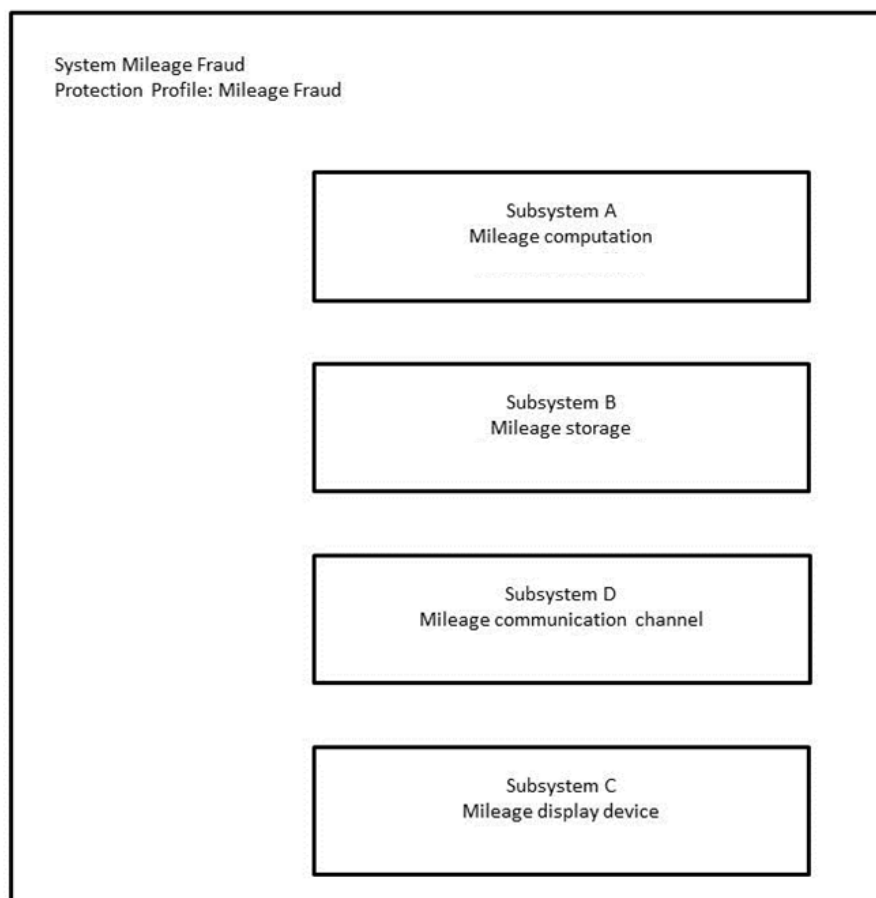 System Mileage Fraud
Protection Profile: Mileage Fraud
Subsystem A
Mileage computation
Subsystem B
Mileage storage
Subsystem D
Mileage communication channel
Subsystem C
Mileage display device